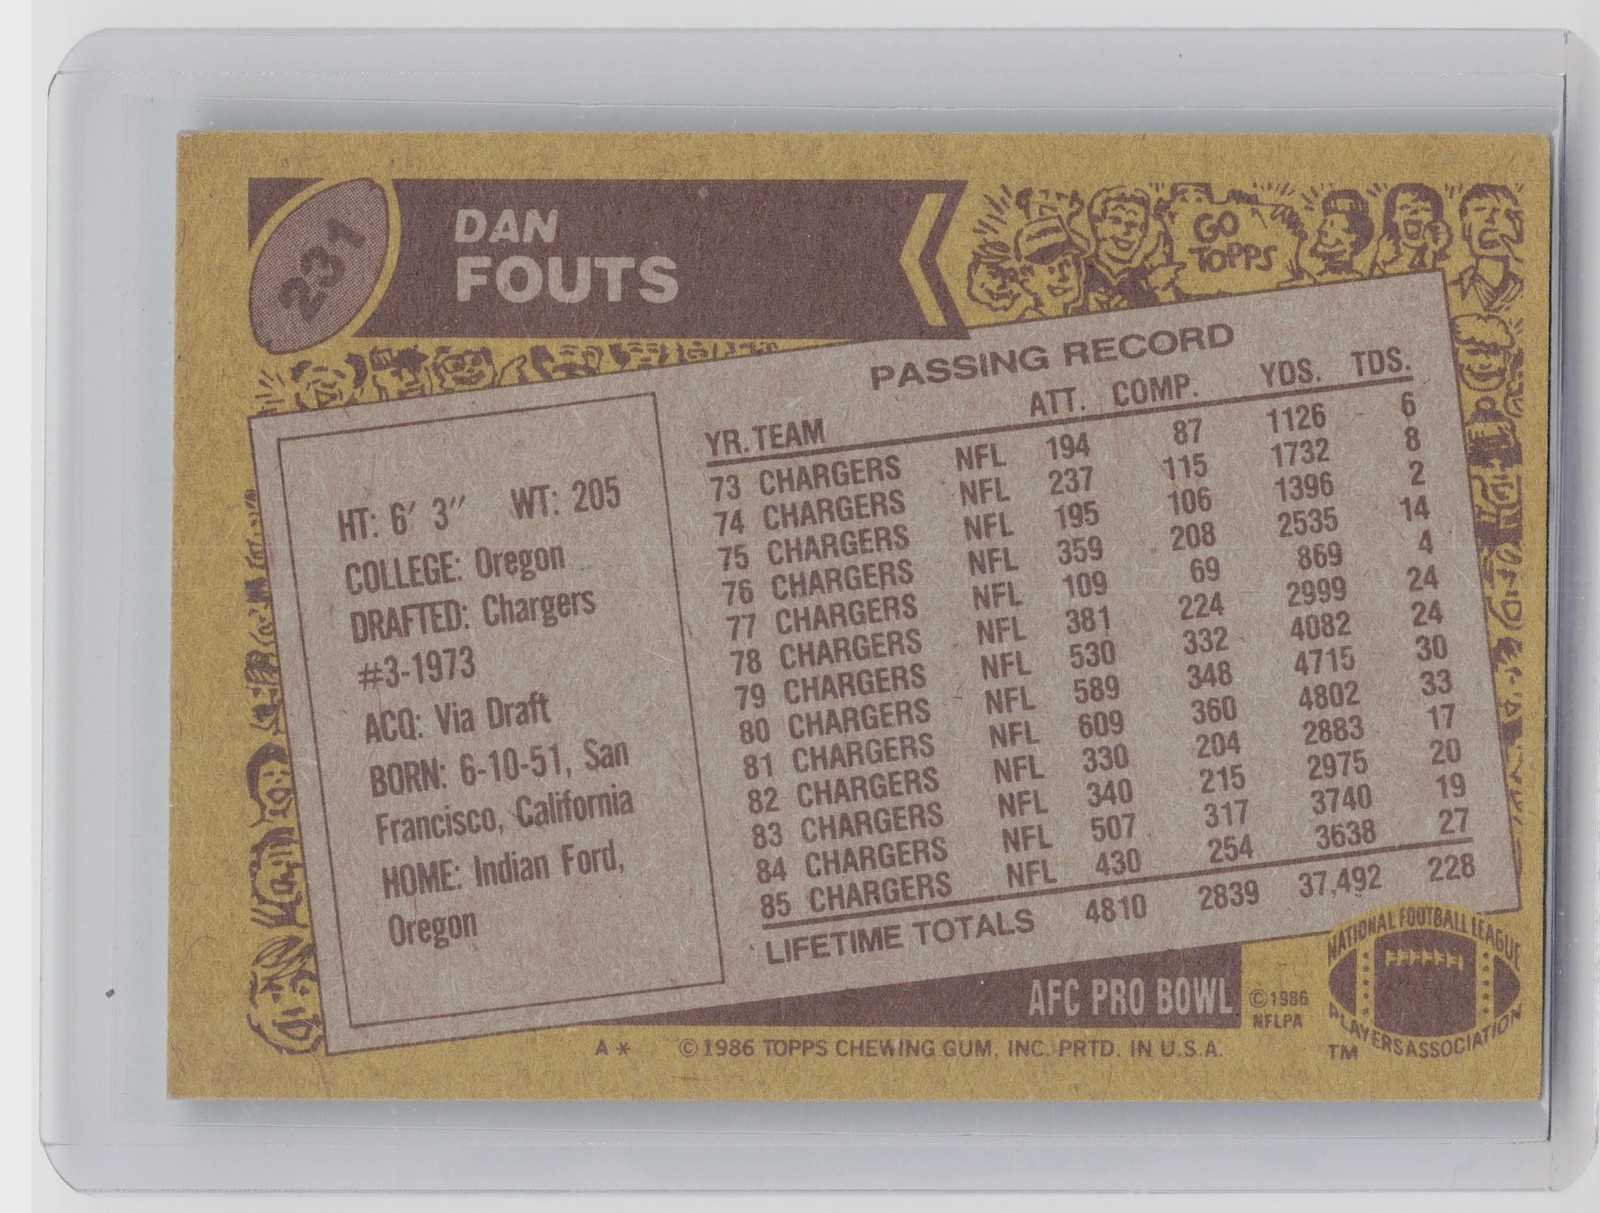 231
DAN
FOUTS
GO
TOPPS
HT: 6' 3" WT: 205
COLLEGE: Oregon
DRAFTED: Chargers
#3-1973
ACQ: Via Draft
BORN: 6-10-51, San
Francisco, California
HOME: Indian Ford,
Oregon
PASSING RECORD
YR. TEAM ATT. COMP. YDS. TDS.
73 CHARGERS NFL 194 87 1126 6
74 CHARGERS NFL 237 115 1732 8
75 CHARGERS NFL 195 106 1396 2
76 CHARGERS NFL 359 208 2535 14
77 CHARGERS NFL 109 69 869 4
78 CHARGERS NFL 381 224 2999 24
79 CHARGERS NFL 530 332 4082 24
80 CHARGERS NFL 589 348 4715 30
81 CHARGERS NFL 609 360 4802 33
82 CHARGERS NFL 330 204 2883 17
83 CHARGERS NFL 340 215 2975 20
84 CHARGERS NFL 507 317 3740 19
85 CHARGERS NFL 430 254 3638 27
LIFETIME TOTALS 4810 2839 37,492 228
AFC PRO BOWL
©1986
NFLPA
NATIONAL FOOTBALL LEAGUE
PLAYERS ASSOCIATION
TM
A * ©1986 TOPPS CHEWING GUM, INC. PRTD. IN U.S.A.